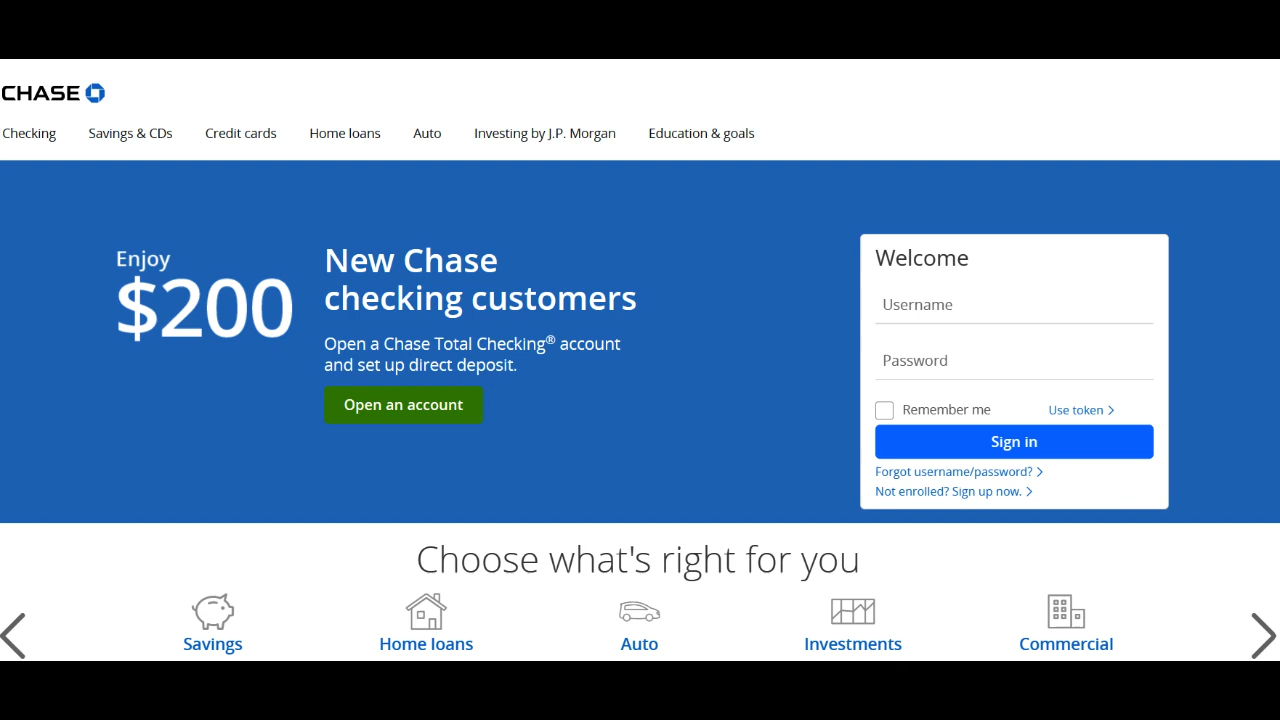 CHASE
Checking Savings & CDs Credit cards Home loans Auto Investing by J.P. Morgan Education & goals
Enjoy
$200
New Chase
checking customers
Open a Chase Total Checking® account
and set up direct deposit.
Open an account
Welcome
Username
Password
Remember me Use token
Sign in
Forgot username/password?
Not enrolled? Sign up now.
Choose what's right for you
Savings Home loans Auto Investments Commercial